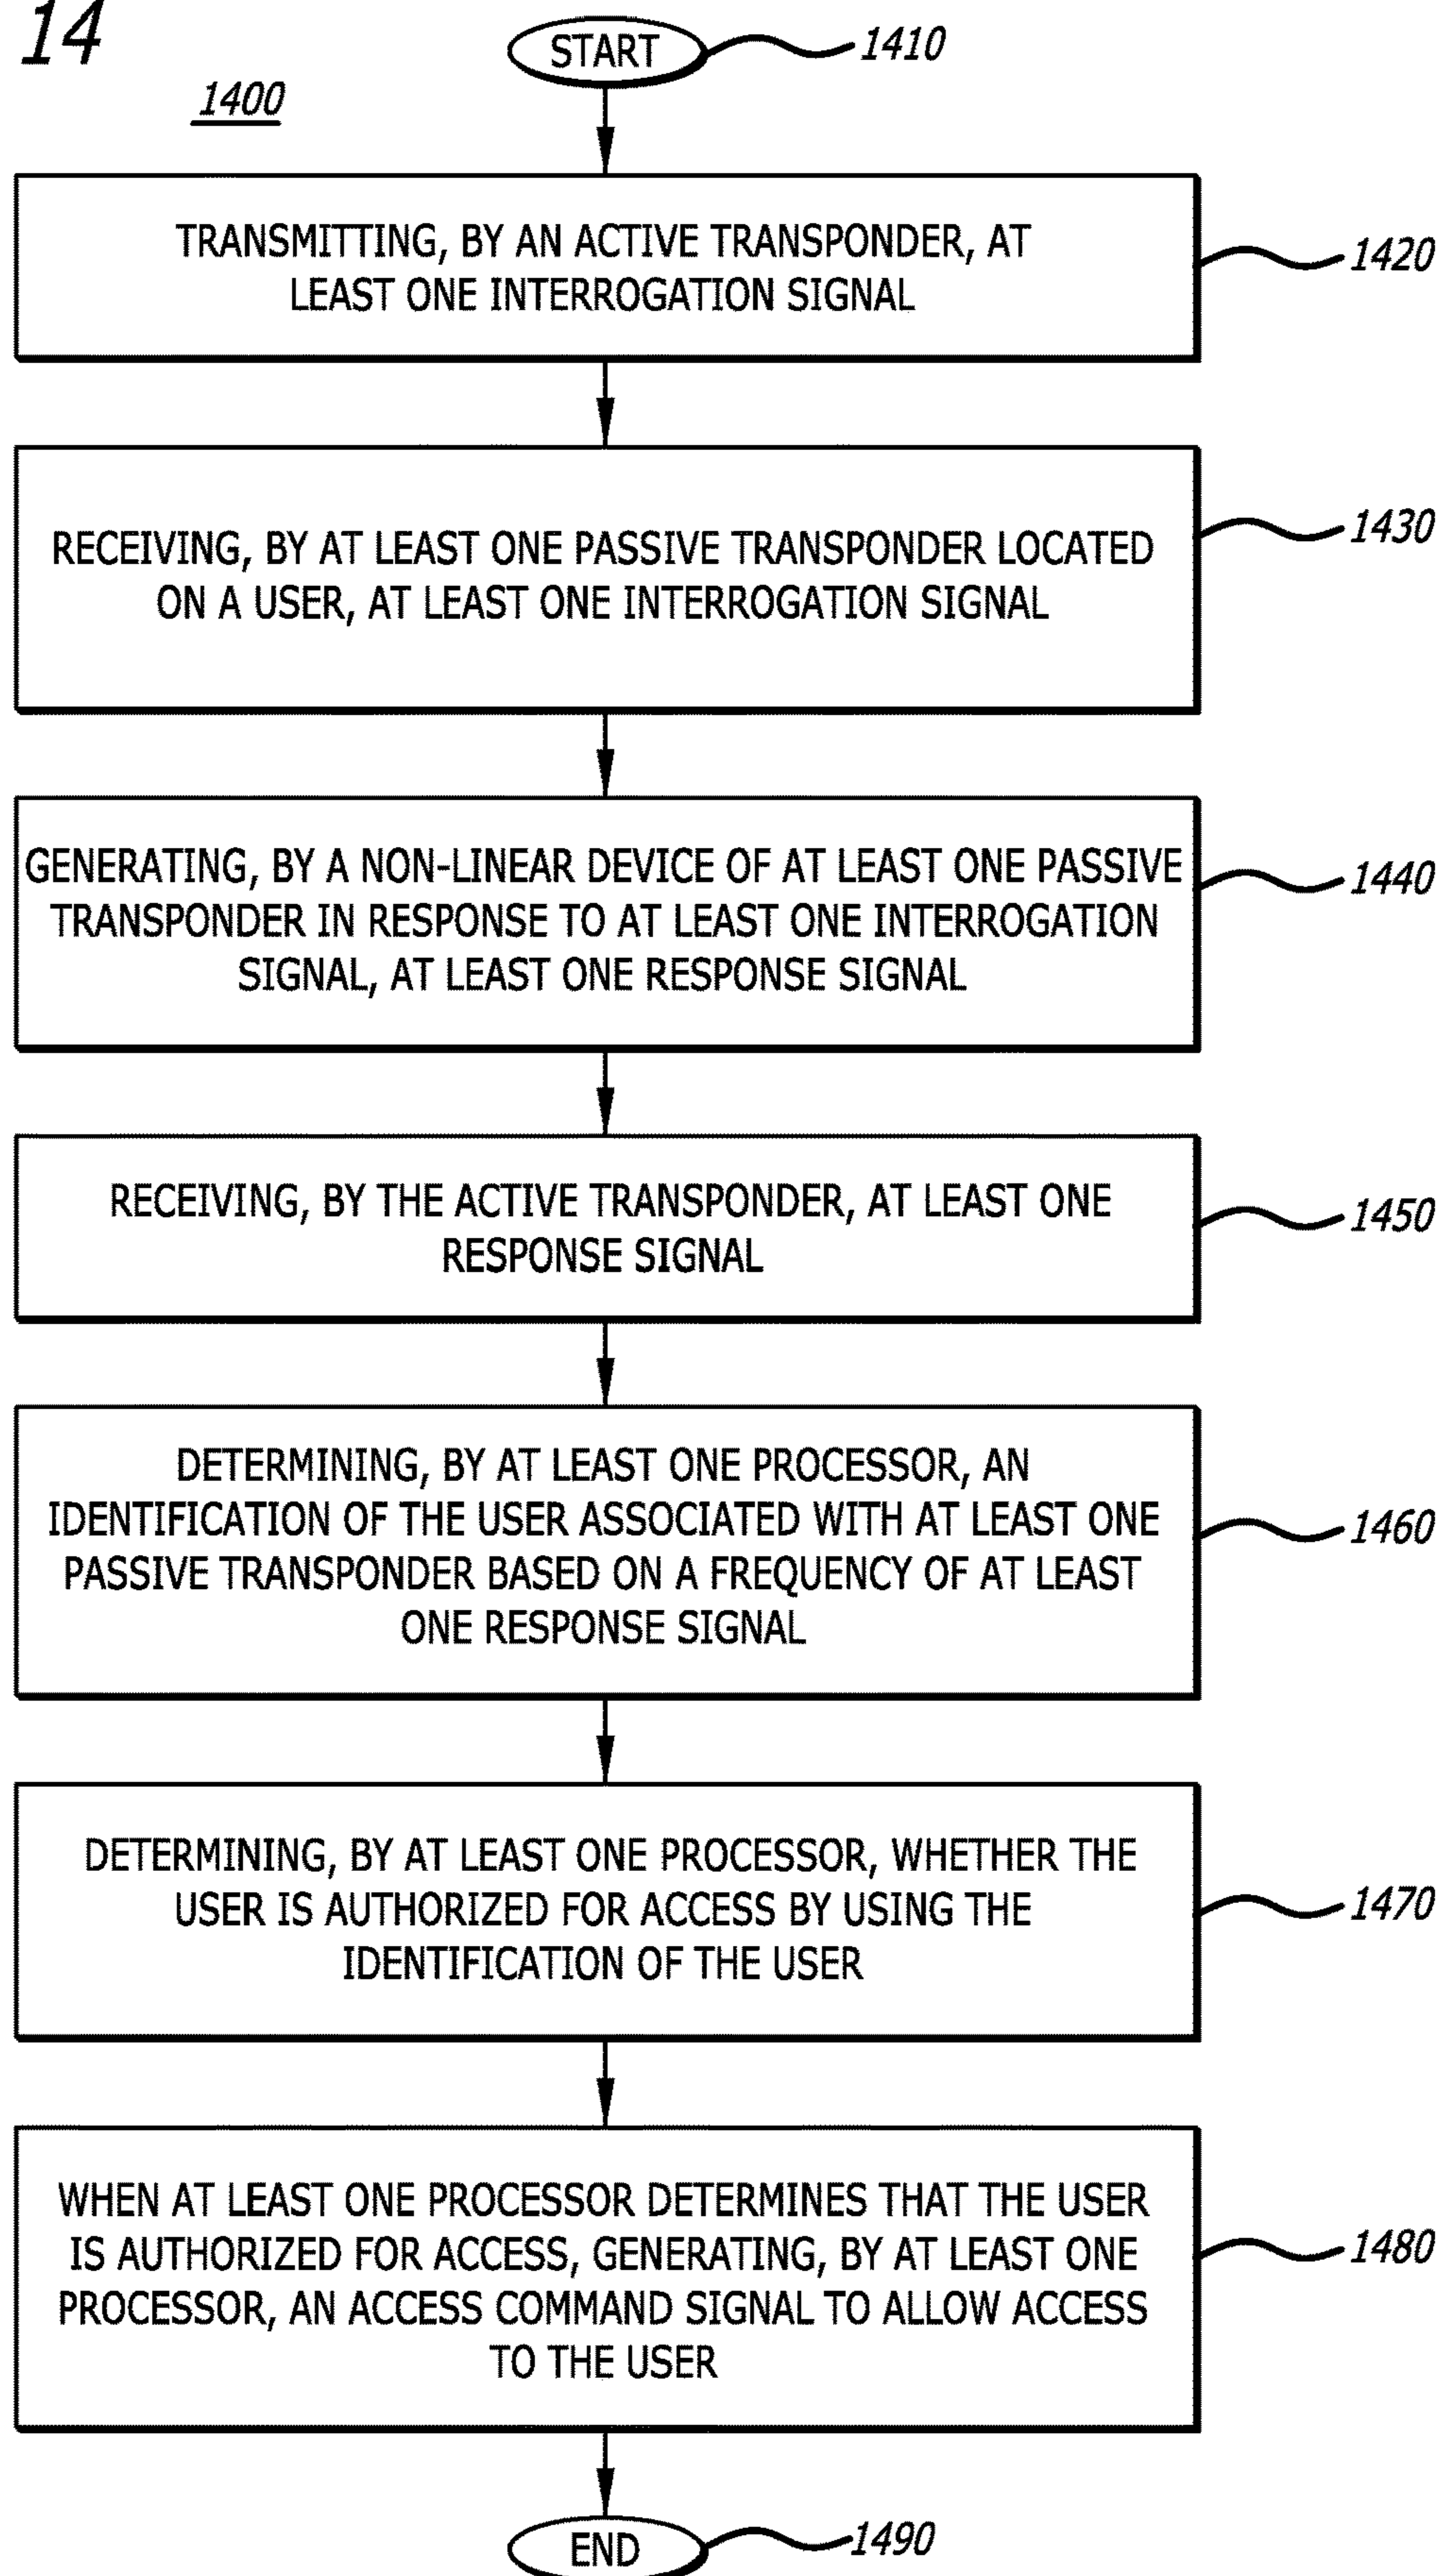 14
1400
START
1410
TRANSMITTING, BY AN ACTIVE TRANSPONDER, AT
LEAST ONE INTERROGATION SIGNAL
1420
RECEIVING, BY AT LEAST ONE PASSIVE TRANSPONDER LOCATED
ON A USER, AT LEAST ONE INTERROGATION SIGNAL
1430
GENERATING, BY A NON-LINEAR DEVICE OF AT LEAST ONE PASSIVE
TRANSPONDER IN RESPONSE TO AT LEAST ONE INTERROGATION
SIGNAL, AT LEAST ONE RESPONSE SIGNAL
1440
RECEIVING, BY THE ACTIVE TRANSPONDER, AT LEAST ONE
RESPONSE SIGNAL
1450
DETERMINING, BY AT LEAST ONE PROCESSOR, AN
IDENTIFICATION OF THE USER ASSOCIATED WITH AT LEAST ONE
PASSIVE TRANSPONDER BASED ON A FREQUENCY OF AT LEAST
ONE RESPONSE SIGNAL
1460
DETERMINING, BY AT LEAST ONE PROCESSOR, WHETHER THE
USER IS AUTHORIZED FOR ACCESS BY USING THE
IDENTIFICATION OF THE USER
1470
WHEN AT LEAST ONE PROCESSOR DETERMINES THAT THE USER
IS AUTHORIZED FOR ACCESS, GENERATING, BY AT LEAST ONE
PROCESSOR, AN ACCESS COMMAND SIGNAL TO ALLOW ACCESS
TO THE USER
1480
END
1490